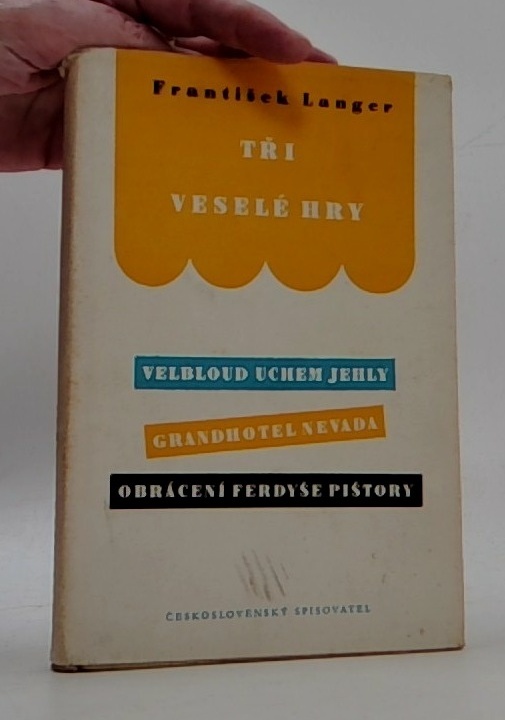 František Langer
TŘI
VESELÉ HRY
VELBLOUD UCHEM JEHLY
GRANDHOTEL NEVADA
OBRÁCENÍ FERDYŠE PIŠTORY
ČESKOSLOVENSKÝ SPISOVATEL